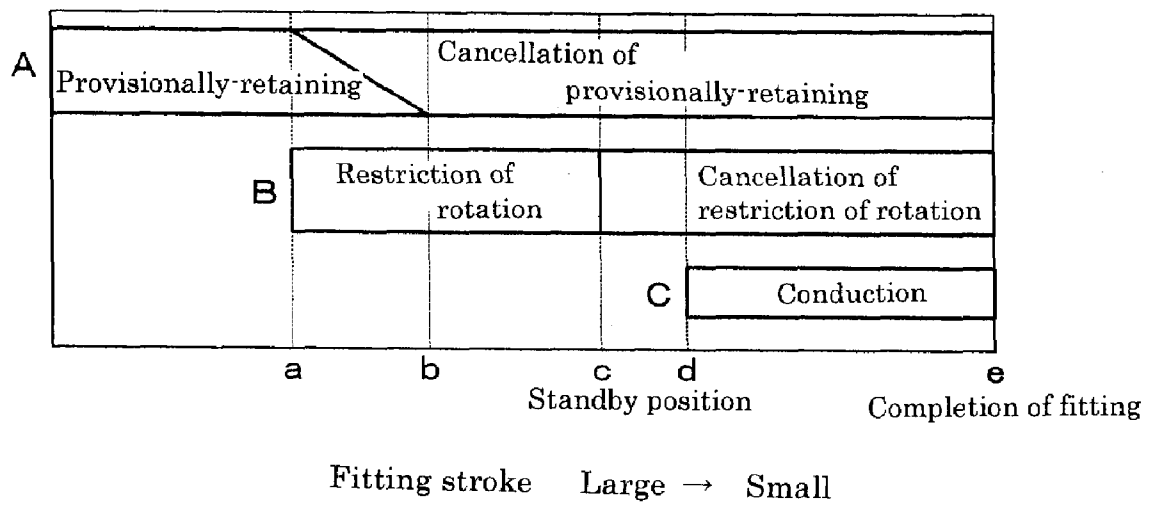 A
Provisionally-retaining
Cancellation of
provisionally-retaining
B
Restriction of
rotation
Cancellation of
restriction of rotation
C
Conduction
a b c d e
Standby position
Completion of fitting
Fitting stroke Large → Small